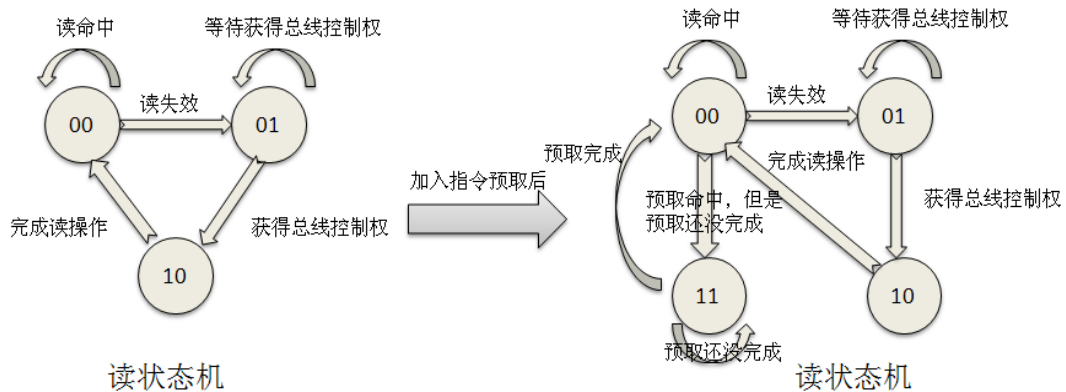 读命中
等待获得总线控制权
00
读失效
01
完成读操作
获得总线控制权
10
读状态机
加入指令预取后
读命中
等待获得总线控制权
00
读失效
01
预取完成
完成读操作
预取命中，但是
预取还没完成
获得总线控制权
11
10
预取还没完成
读状态机